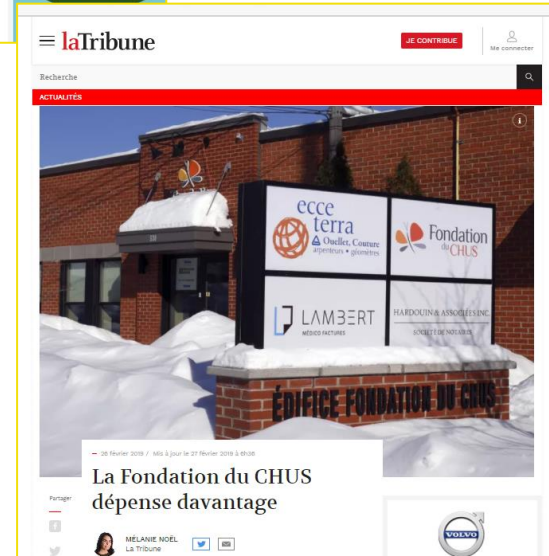 laTribune
JE CONTRIBUE
Me connecter
Recherche
ACTUALITÉS
ecce
terra
Ouellet, Couture
arpenteurs • géomètres
Fondation
du CHUS
LAMBERT
MÉDICO FACTURES
HARDOUIN & ASSOCIÉES INC.
SOCIÉTÉ DE NOTAIRES
ÉDIFICE FONDATION DU CHUS
26 février 2019 / Mis à jour le 27 février 2019 à 6h36
La Fondation du CHUS
dépense davantage
Partager
MÉLANIE NOËL
La Tribune
VOLVO